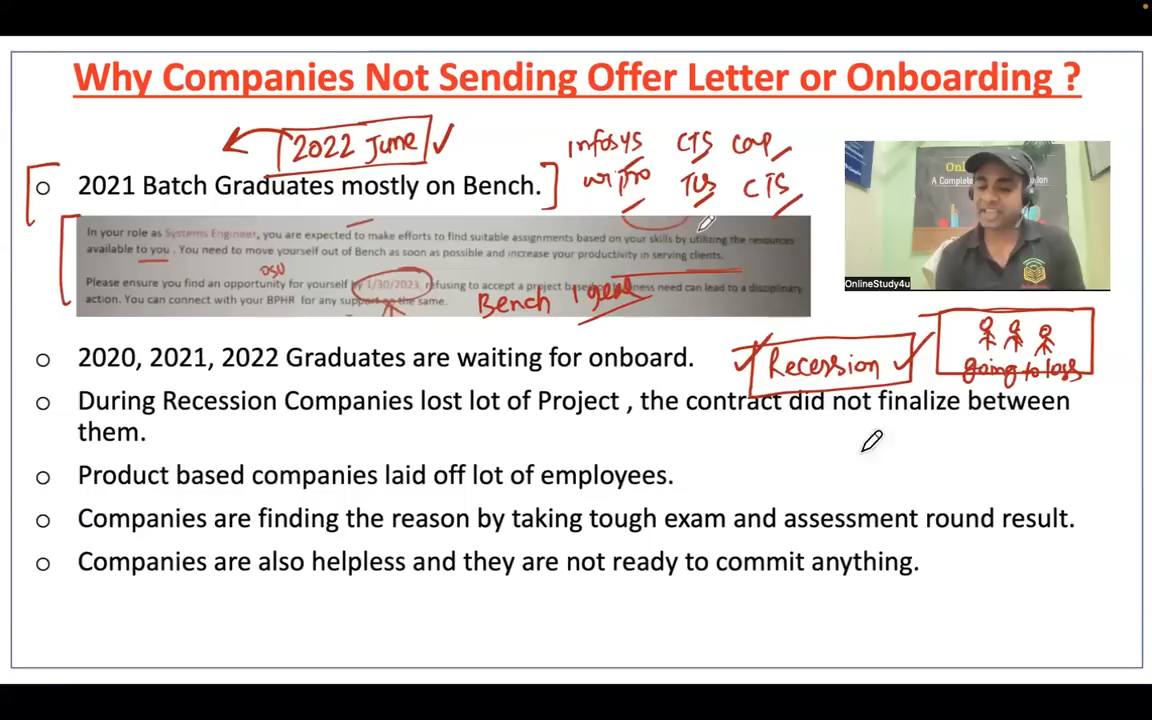 Why Companies Not Sending Offer Letter or Onboarding ?
2022 June
Infosys CTS Cap
wipro TCS CTS
2021 Batch Graduates mostly on Bench.
In your role as Systems Engineer, you are expected to make efforts to find suitable assignments based on your skills by utilizing the resources
available to you . You need to move yourself out of Bench as soon as possible and increase your productivity in serving clients.
Please ensure you find an opportunity for yourself by 1/30/2023, refusing to accept a project based on business need can lead to a disciplinary
action. You can connect with your BPHR for any support on the same.
Bench 1 year
Onl
A Comple
OnlineStudy4u
2020, 2021, 2022 Graduates are waiting for onboard.
Recession
going to loss
During Recession Companies lost lot of Project , the contract did not finalize between
them.
Product based companies laid off lot of employees.
Companies are finding the reason by taking tough exam and assessment round result.
Companies are also helpless and they are not ready to commit anything.